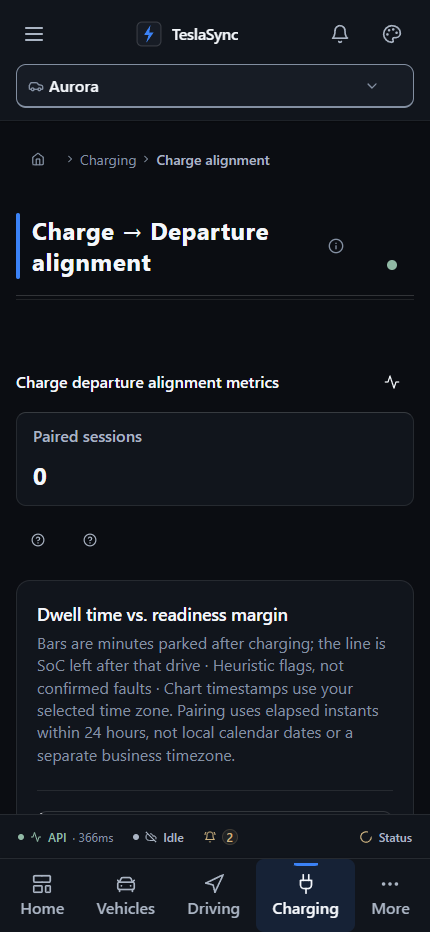 TeslaSync
Aurora
Charging
Charge alignment
Charge → Departure
alignment
Charge departure alignment metrics
Paired sessions
0
Dwell time vs. readiness margin
Bars are minutes parked after charging; the line is
SoC left after that drive · Heuristic flags, not
confirmed faults · Chart timestamps use your
selected time zone. Pairing uses elapsed instants
within 24 hours, not local calendar dates or a
separate business timezone.
API · 366ms
Idle
2
Status
Home
Vehicles
Driving
Charging
More